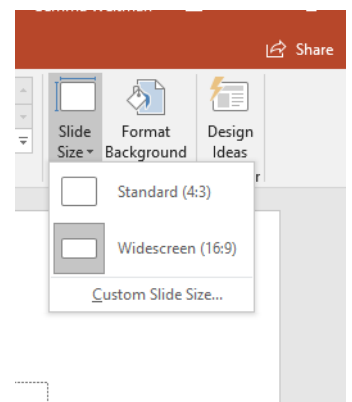 Share
Slide
Size
Format
Background
Design
Ideas
r
Standard (4:3)
Widescreen (16:9)
Custom Slide Size...